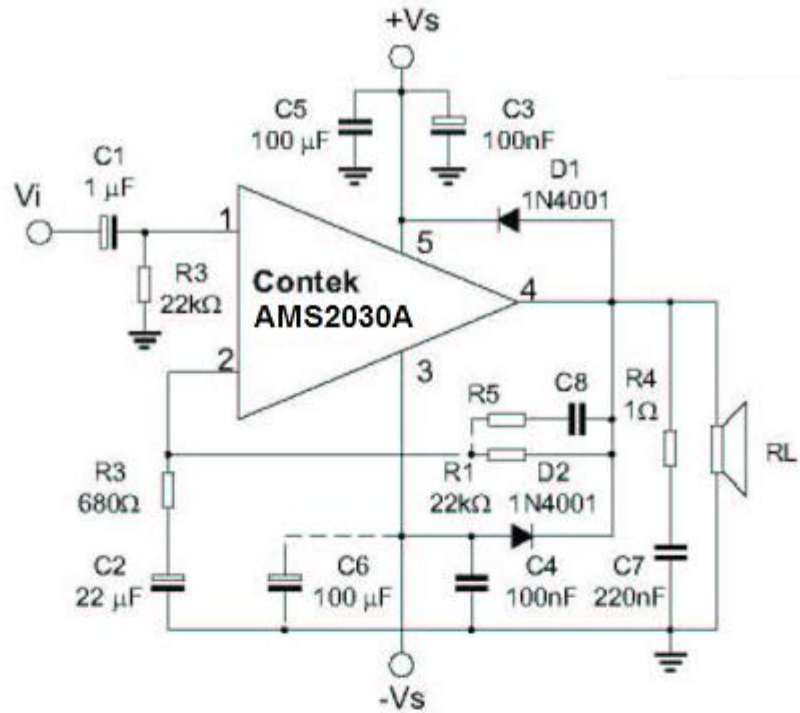 +Vs
C5
100 μF
C3
100nF
C1
1 μF
D1
1N4001
Vi
1
5
R3
22kΩ
Contek
AMS2030A
4
2
3
R5
C8
R4
1Ω
R3
680Ω
R1
22kΩ
D2
1N4001
RL
C2
22 μF
C6
100 μF
C4
100nF
C7
220nF
-Vs